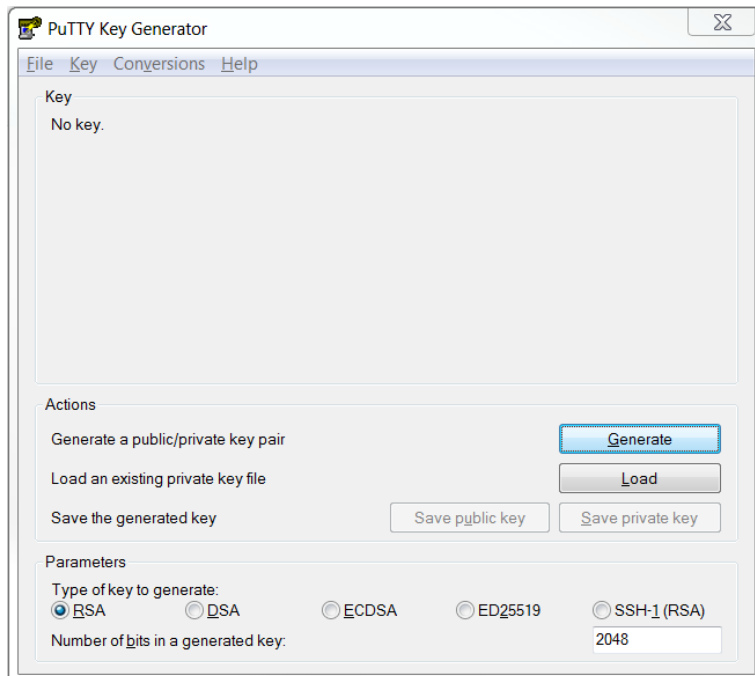 PuTTY Key Generator
File Key Conversions Help
Key
No key.
Actions
Generate a public/private key pair Generate
Load an existing private key file Load
Save the generated key Save public key Save private key
Parameters
Type of key to generate:
RSA DSA ECDSA ED25519 SSH-1 (RSA)
Number of bits in a generated key: 2048